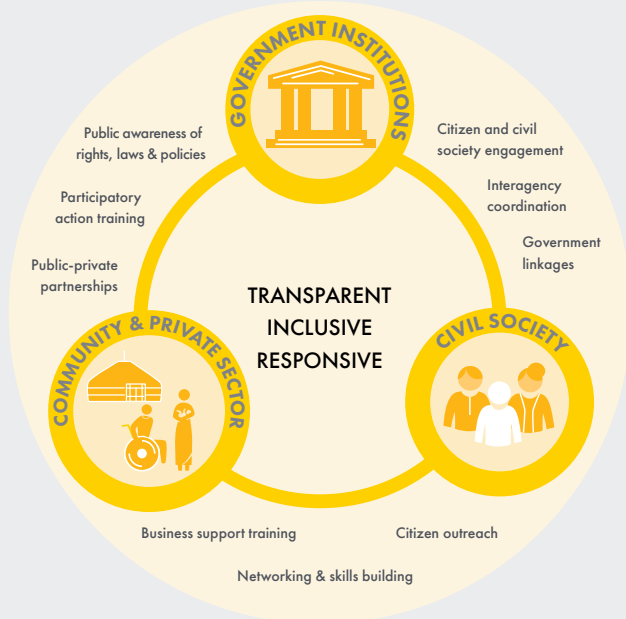 GOVERNMENT INSTITUTIONS
Public awareness of
rights, laws & policies
Participatory
action training
Public-private
partnerships
Citizen and civil
society engagement
Interagency
coordination
Government
linkages
TRANSPARENT
INCLUSIVE
RESPONSIVE
COMMUNITY & PRIVATE SECTOR
CIVIL SOCIETY
Business support training
Citizen outreach
Networking & skills building